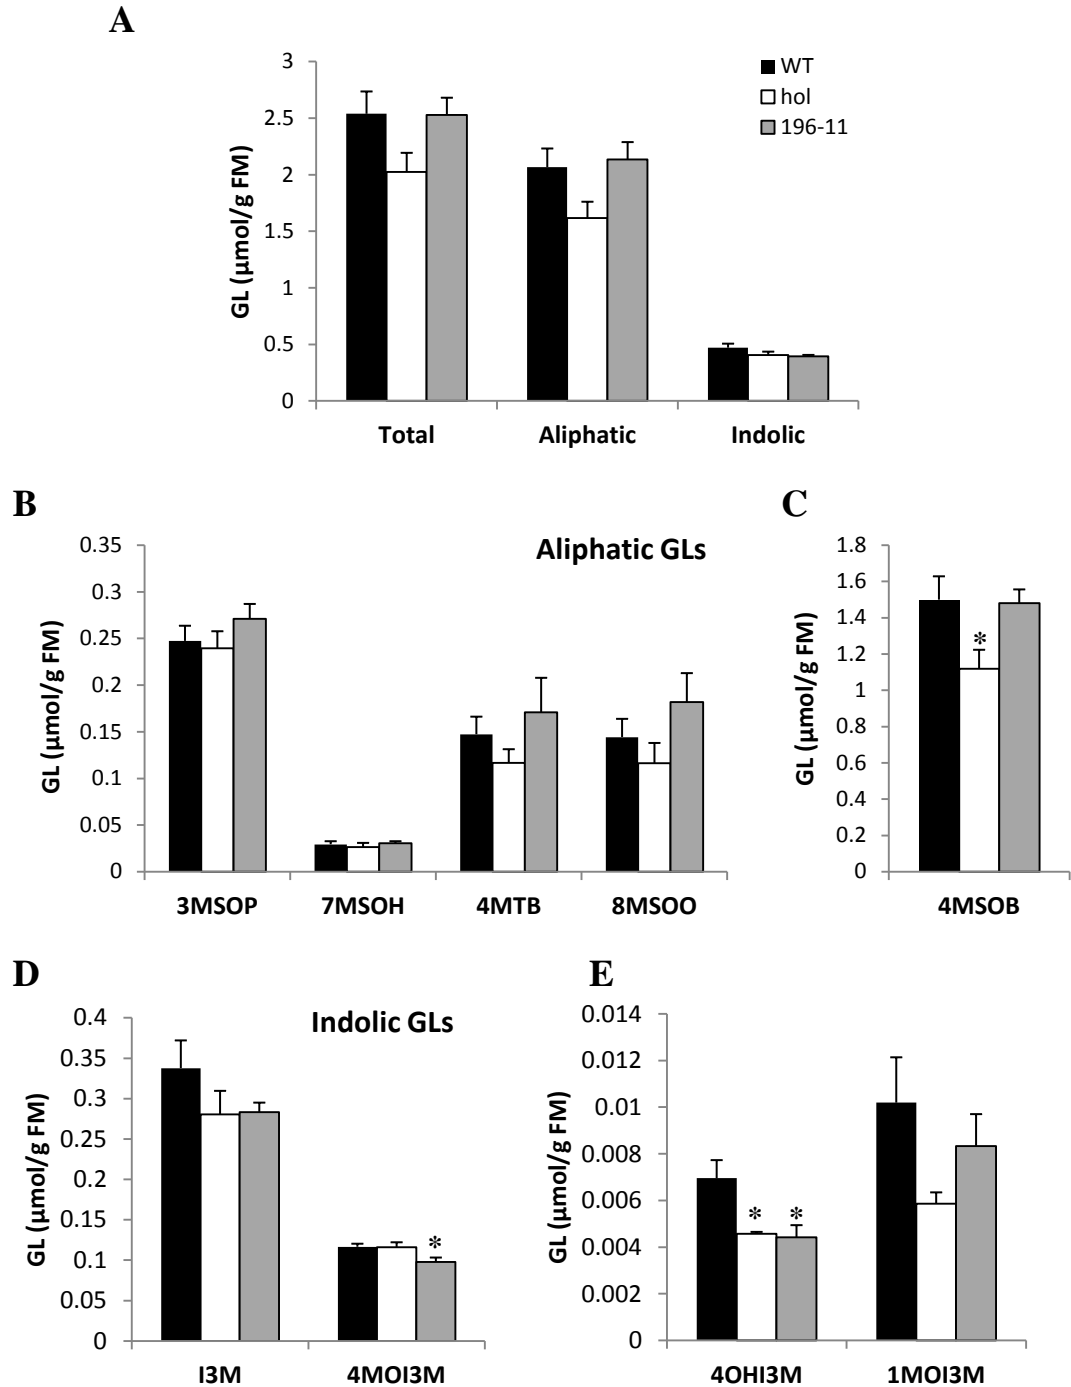 A
3
2.5
2
1.5
1
0.5
0
GL (µmol/g FM)
WT
hol
196-11
Total Aliphatic Indolic
B
0.35
0.3
0.25
0.2
0.15
0.1
0.05
0
GL (µmol/g FM)
Aliphatic GLs
3MSOP 7MSOH 4MTB 8MSOO
C
1.8
1.6
1.4
1.2
1
0.8
0.6
0.4
0.2
0
GL (µmol/g FM)
*
4MSOB
D
0.4
0.35
0.3
0.25
0.2
0.15
0.1
0.05
0
GL (µmol/g FM)
Indolic GLs
*
I3M 4MOI3M
E
0.014
0.012
0.01
0.008
0.006
0.004
0.002
0
GL (µmol/g FM)
* *
4OHI3M 1MOI3M